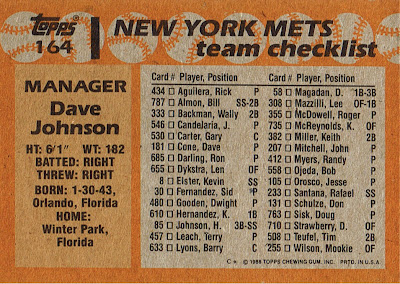 Topps
164
NEW YORK METS
team checklist
MANAGER
Dave
Johnson
HT: 6'1" WT: 182
BATTED: RIGHT
THREW: RIGHT
BORN: 1-30-43,
Orlando, Florida
HOME:
Winter Park,
Florida
Card # Player, Position
434 □ Aguilera, Rick P
787 □ Almon, Bill SS-2B
333 □ Backman, Wally 2B
546 □ Candelaria, J. P
530 □ Carter, Gary C
181 □ Cone, Dave P
685 □ Darling, Ron P
655 □ Dykstra, Len OF
8 □ Elster, Kevin SS
30 □ Fernandez, Sid P
480 □ Gooden, Dwight P
610 □ Hernandez, K. 1B
85 □ Johnson, H. 3B-SS
457 □ Leach, Terry P
633 □ Lyons, Barry C
Card # Player, Position
58 □ Magadan, D. 1B-3B
308 □ Mazzilli, Lee OF-1B
355 □ McDowell, Roger P
735 □ McReynolds, K. OF
382 □ Miller, Keith 2B
207 □ Mitchell, John P
412 □ Myers, Randy P
558 □ Ojeda, Bob P
105 □ Orosco, Jesse P
233 □ Santana, Rafael SS
131 □ Schulze, Don P
763 □ Sisk, Doug P
710 □ Strawberry, D. OF
508 □ Teufel, Tim 2B
255 □ Wilson, Mookie OF
© 1988 TOPPS CHEWING GUM, INC. PRTD. IN U.S.A.